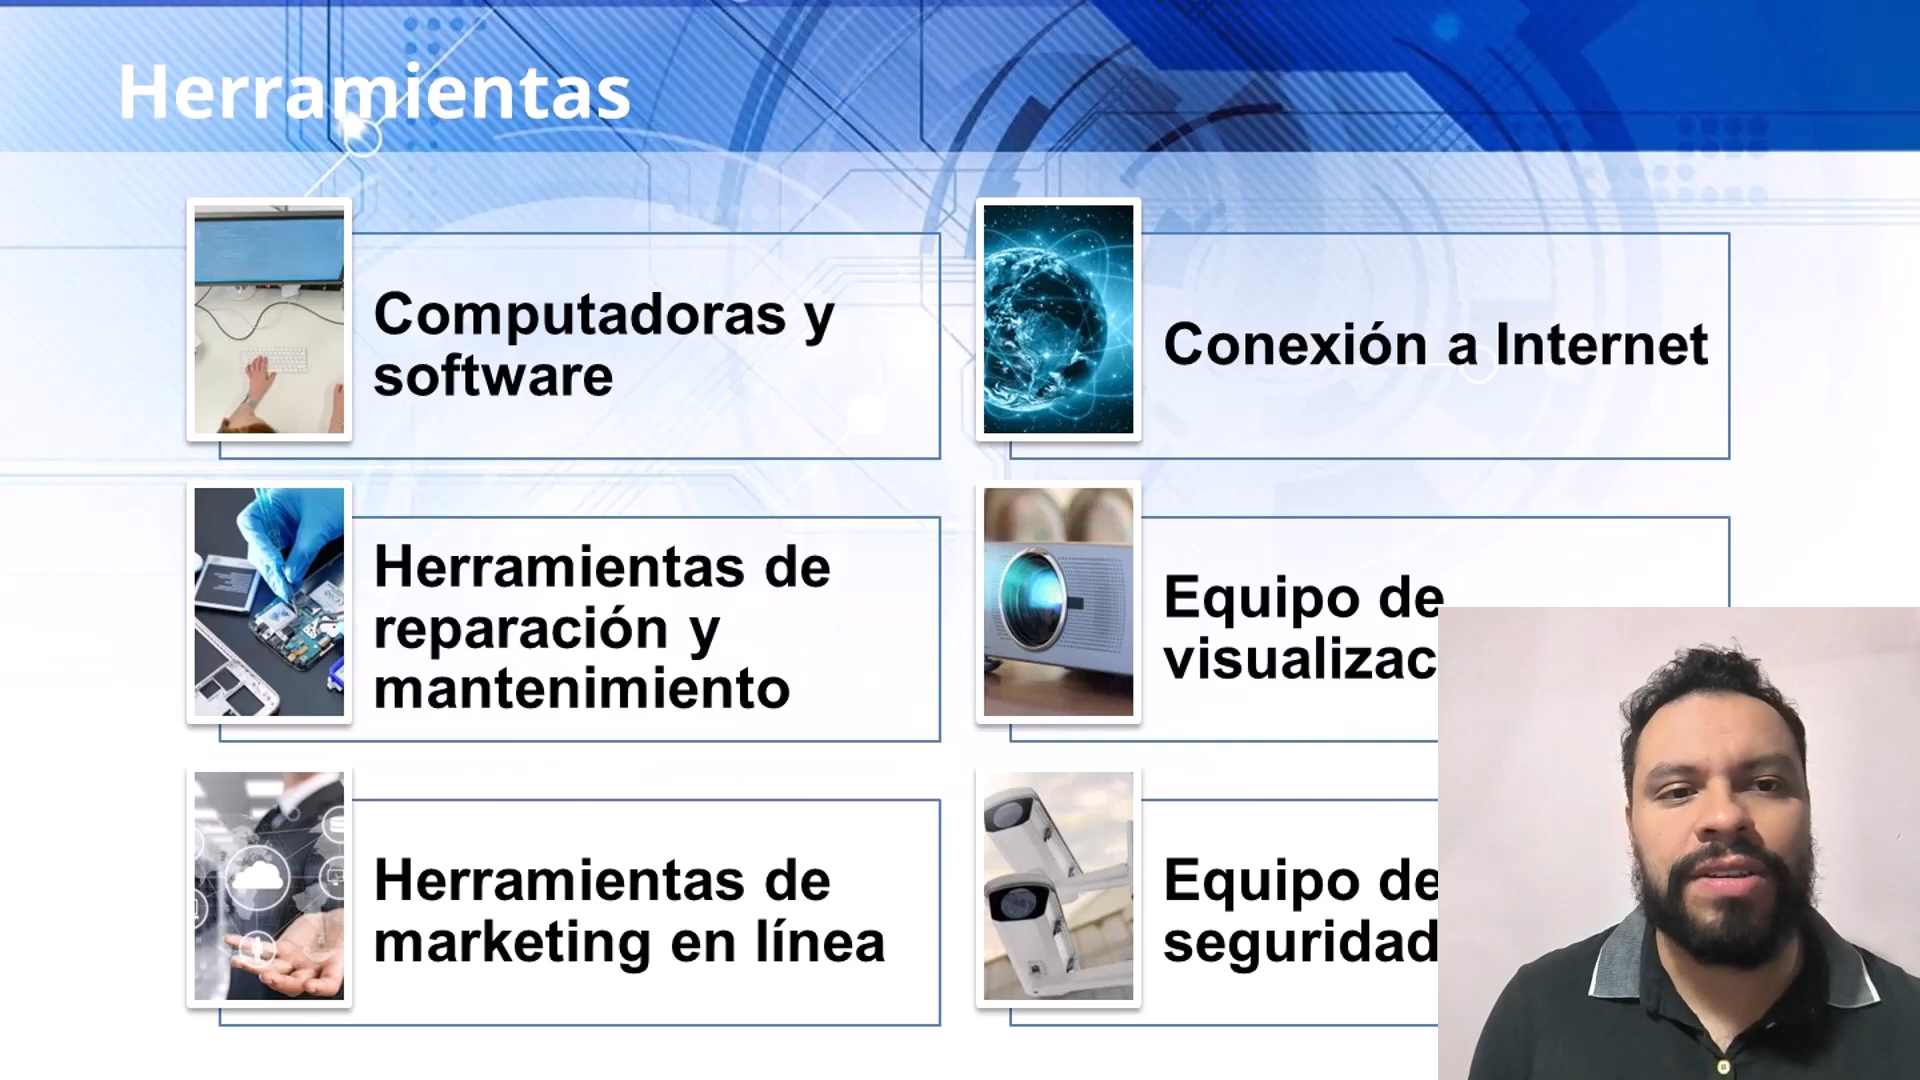 Herramientas
Computadoras y
software
Conexión a Internet
Herramientas de
reparación y
mantenimiento
Equipo de
visualizac
Herramientas de
marketing en línea
Equipo de
seguridad